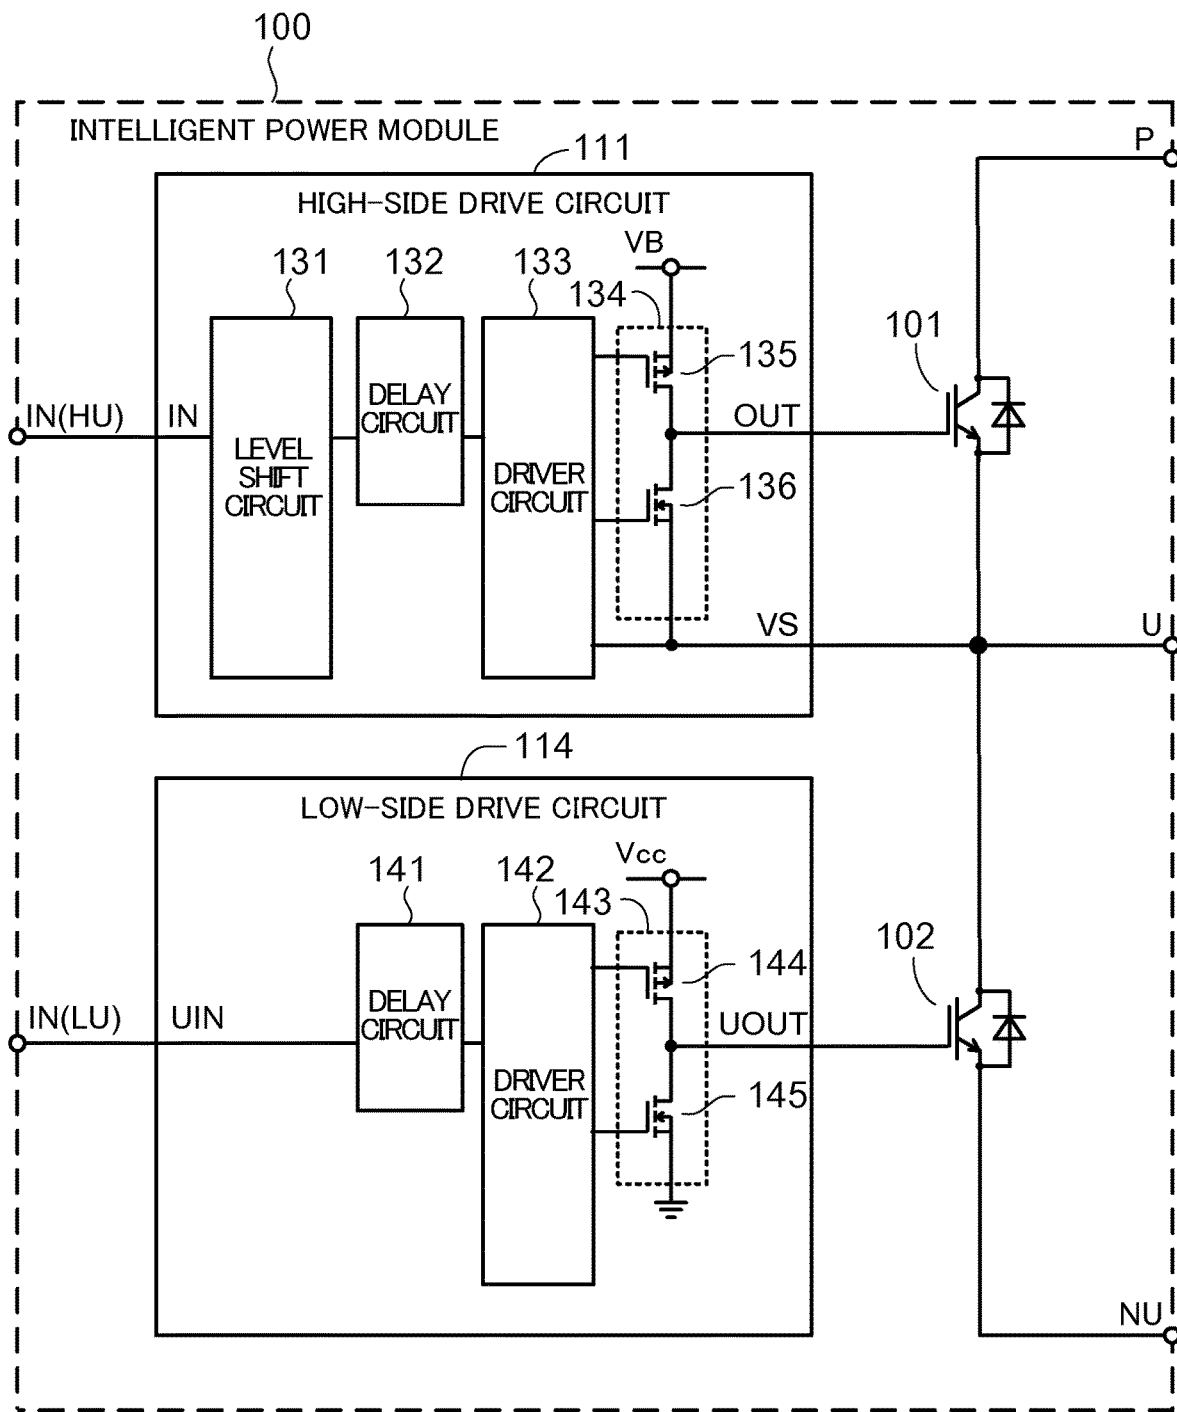 100
INTELLIGENT POWER MODULE
P
111
HIGH-SIDE DRIVE CIRCUIT
VB
131
132
133
134
135
101
IN(HU)
IN
LEVEL
SHIFT
CIRCUIT
DELAY
CIRCUIT
DRIVER
CIRCUIT
OUT
136
VS
U
114
LOW-SIDE DRIVE CIRCUIT
Vcc
141
142
143
144
102
IN(LU)
UIN
DELAY
CIRCUIT
DRIVER
CIRCUIT
UOUT
145
NU